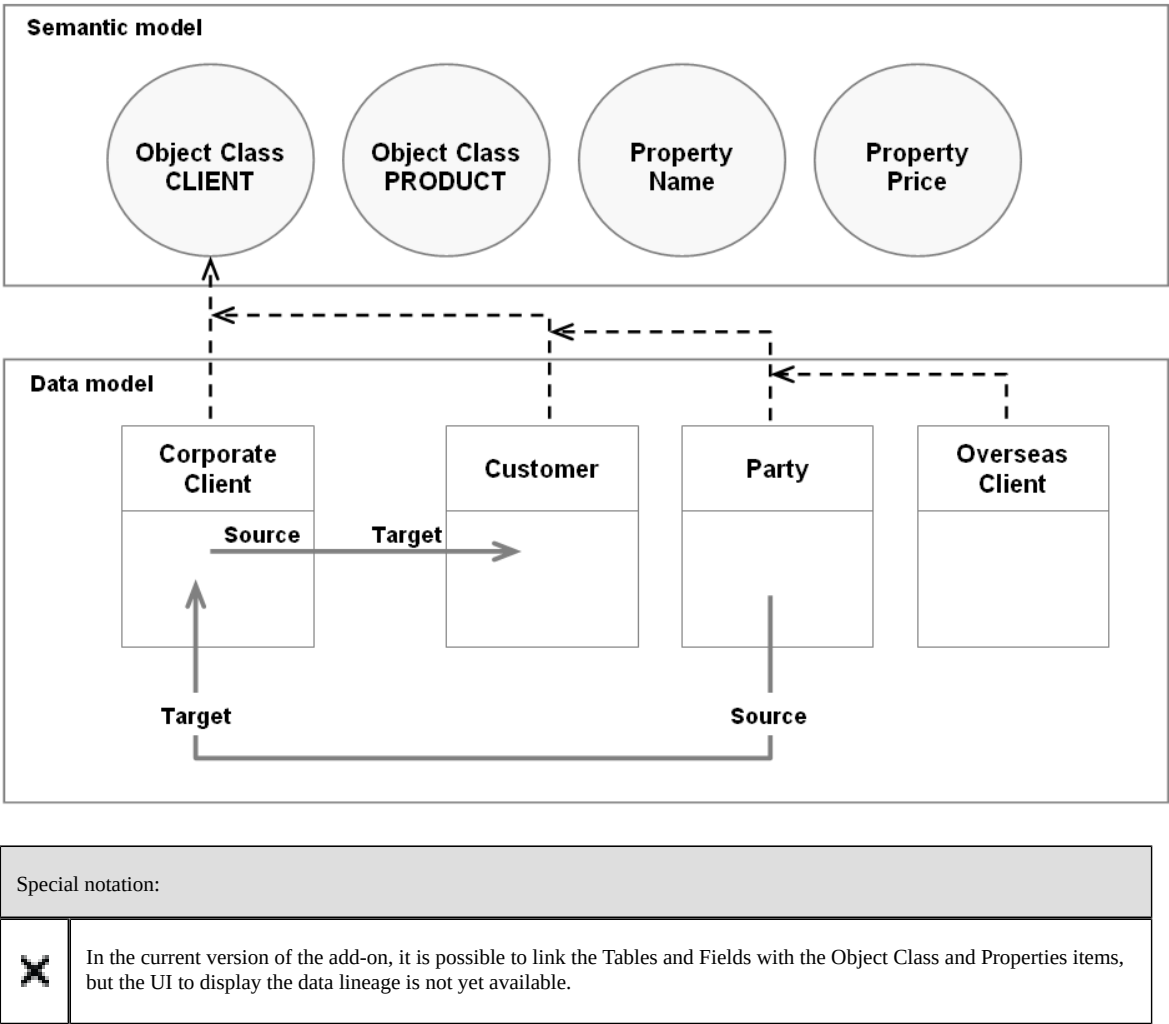 Semantic model
Object Class
CLIENT
Object Class
PRODUCT
Property
Name
Property
Price
Data model
Corporate
Client
Customer
Party
Overseas
Client
Source
Target
Target
Source
Special notation:
In the current version of the add-on, it is possible to link the Tables and Fields with the Object Class and Properties items,
but the UI to display the data lineage is not yet available.